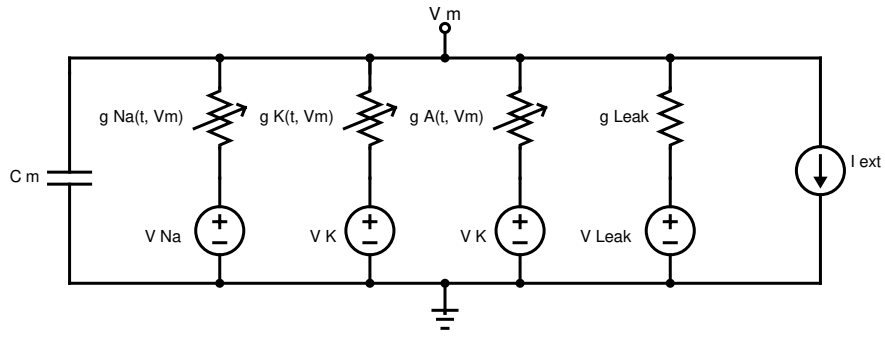 V m
g Na(t, Vm)
g K(t, Vm)
g A(t, Vm)
g Leak
C m
I ext
V Na
V K
V K
V Leak